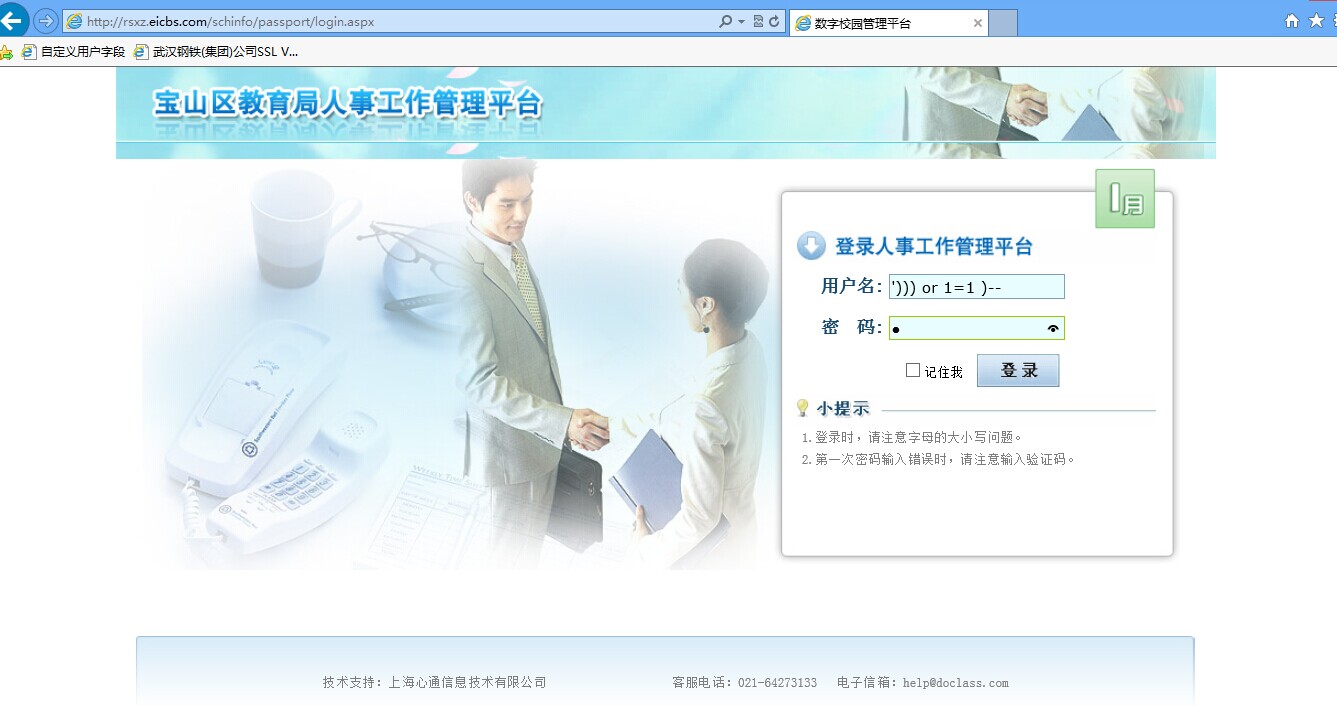 http://rsxz.eicbs.com/schinfo/passport/login.aspx
数字校园管理平台
自定义用户字段
武汉钢铁(集团)公司SSL V...
宝山区教育局人事工作管理平台
登录人事工作管理平台
用户名: '))) or 1=1 )--
密 码: ●
记住我
登 录
小提示
1. 登录时，请注意字母的大小写问题。
2. 第一次密码输入错误时，请注意输入验证码。
技术支持：上海心通信息技术有限公司 客服电话：021-64273133 电子信箱：help@doclass.com